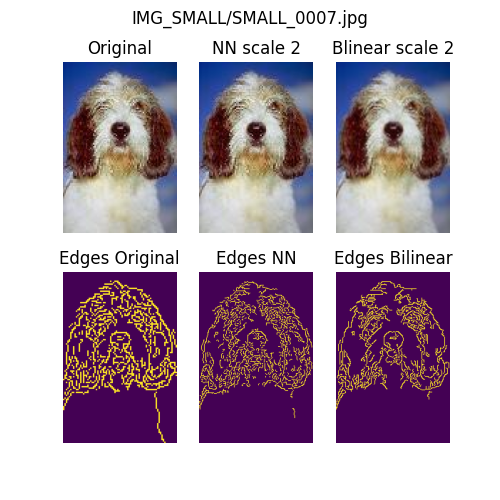 IMG_SMALL/SMALL_0007.jpg
Original
NN scale 2
Blinear scale 2
Edges Original
Edges NN
Edges Bilinear